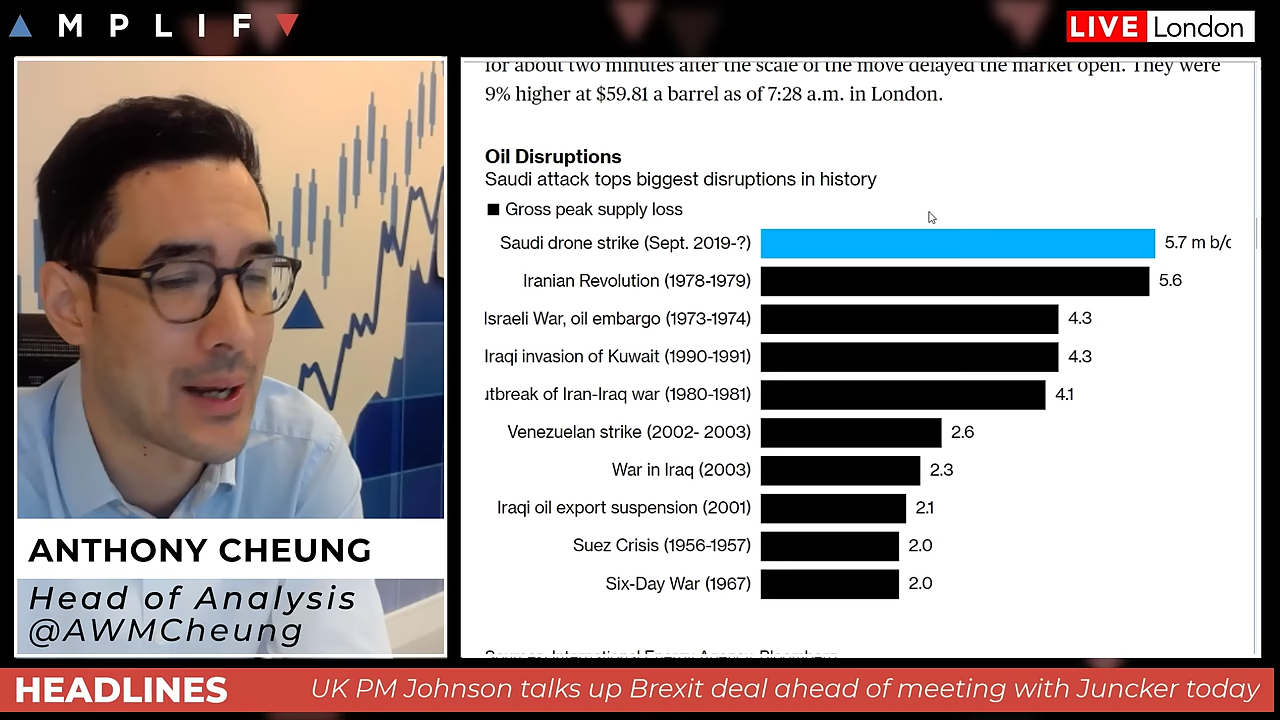 ▲ M P L I F ▼
LIVE London
for about two minutes after the scale of the move delayed the market open. They were
9% higher at $59.81 a barrel as of 7:28 a.m. in London.
Oil Disruptions
Saudi attack tops biggest disruptions in history
■ Gross peak supply loss
Saudi drone strike (Sept. 2019-?) 5.7 m b/d
Iranian Revolution (1978-1979) 5.6
Israeli War, oil embargo (1973-1974) 4.3
Iraqi invasion of Kuwait (1990-1991) 4.3
utbreak of Iran-Iraq war (1980-1981) 4.1
Venezuelan strike (2002- 2003) 2.6
War in Iraq (2003) 2.3
Iraqi oil export suspension (2001) 2.1
Suez Crisis (1956-1957) 2.0
Six-Day War (1967) 2.0
Sources: International Energy Agency, Bloomberg
ANTHONY CHEUNG
Head of Analysis
@AWMCheung
HEADLINES UK PM Johnson talks up Brexit deal ahead of meeting with Juncker today